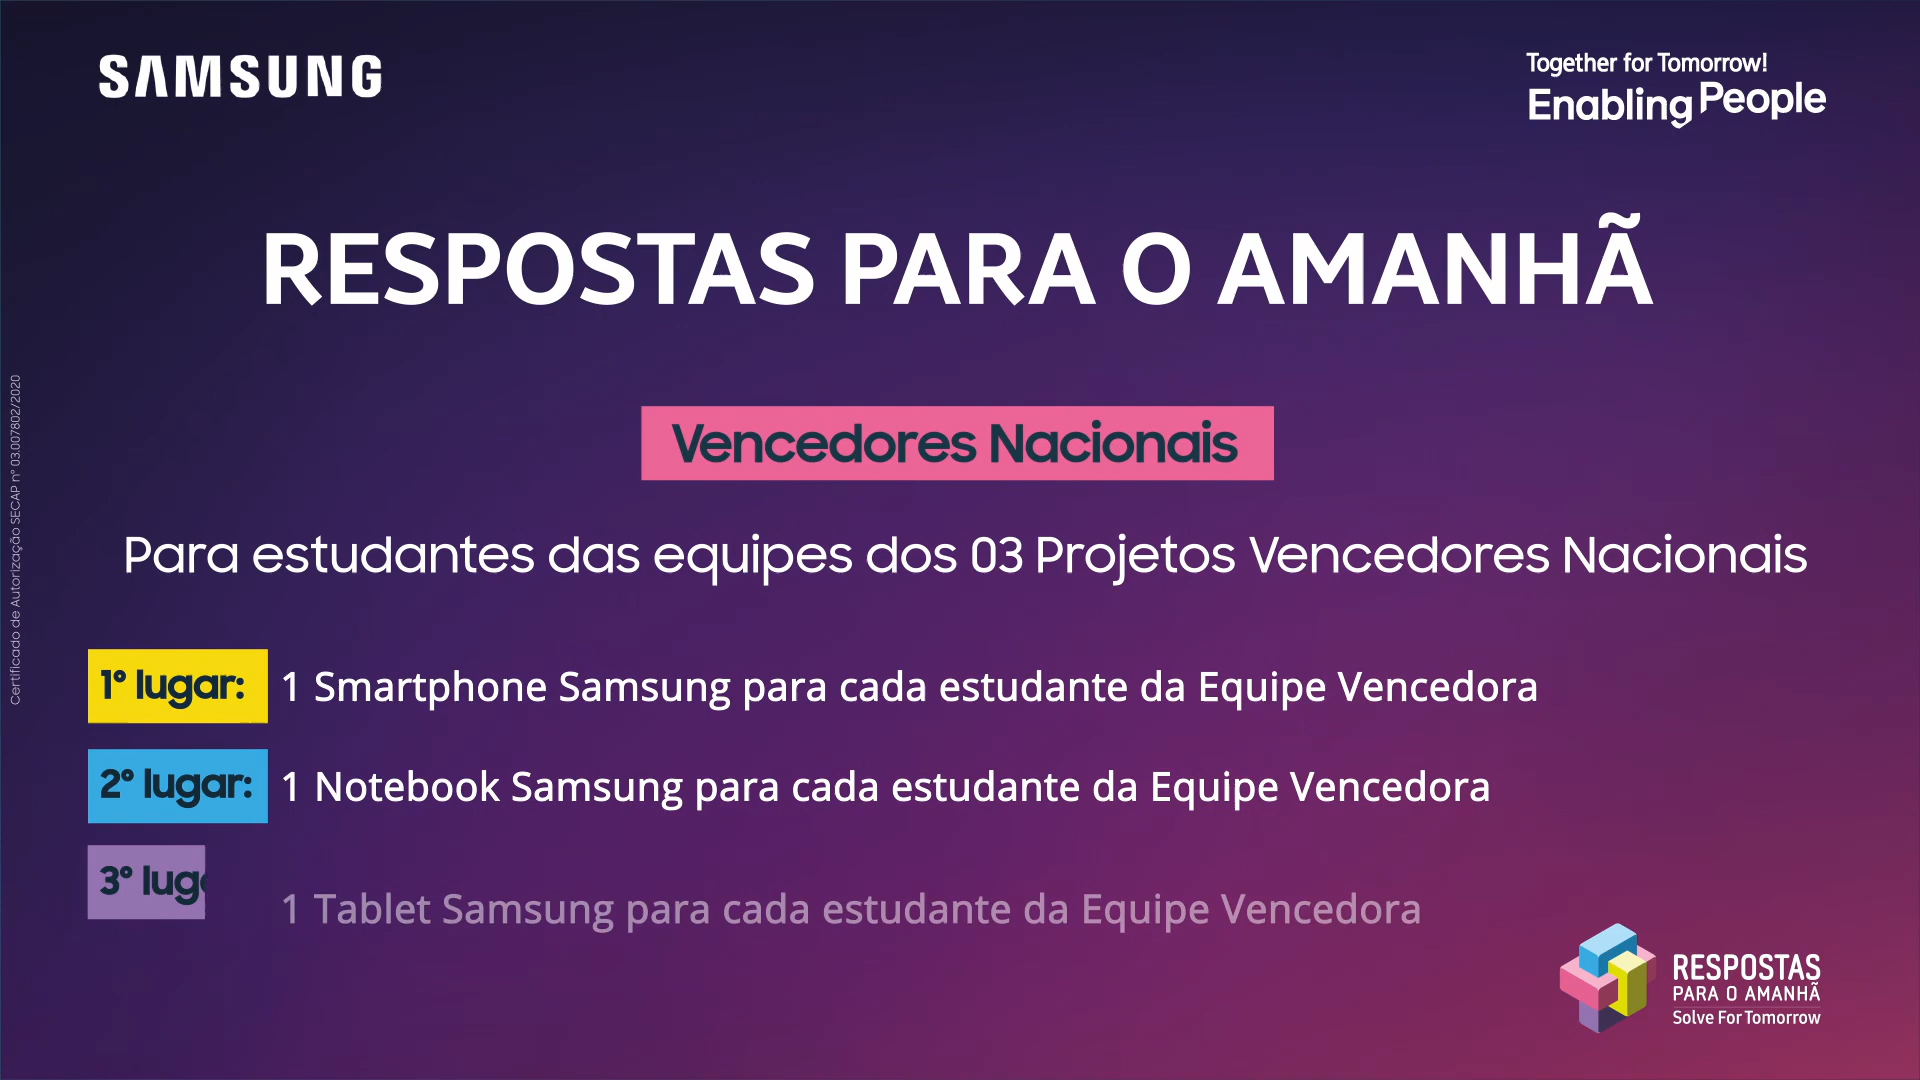 SAMSUNG
Together for Tomorrow!
Enabling People
RESPOSTAS PARA O AMANHÃ
Vencedores Nacionais
Para estudantes das equipes dos 03 Projetos Vencedores Nacionais
1º lugar: 1 Smartphone Samsung para cada estudante da Equipe Vencedora
2º lugar: 1 Notebook Samsung para cada estudante da Equipe Vencedora
3º lug
1 Tablet Samsung para cada estudante da Equipe Vencedora
RESPOSTAS
PARA O AMANHÃ
Solve For Tomorrow
Certificado de Autorização SECAP nº 03.007802/2020